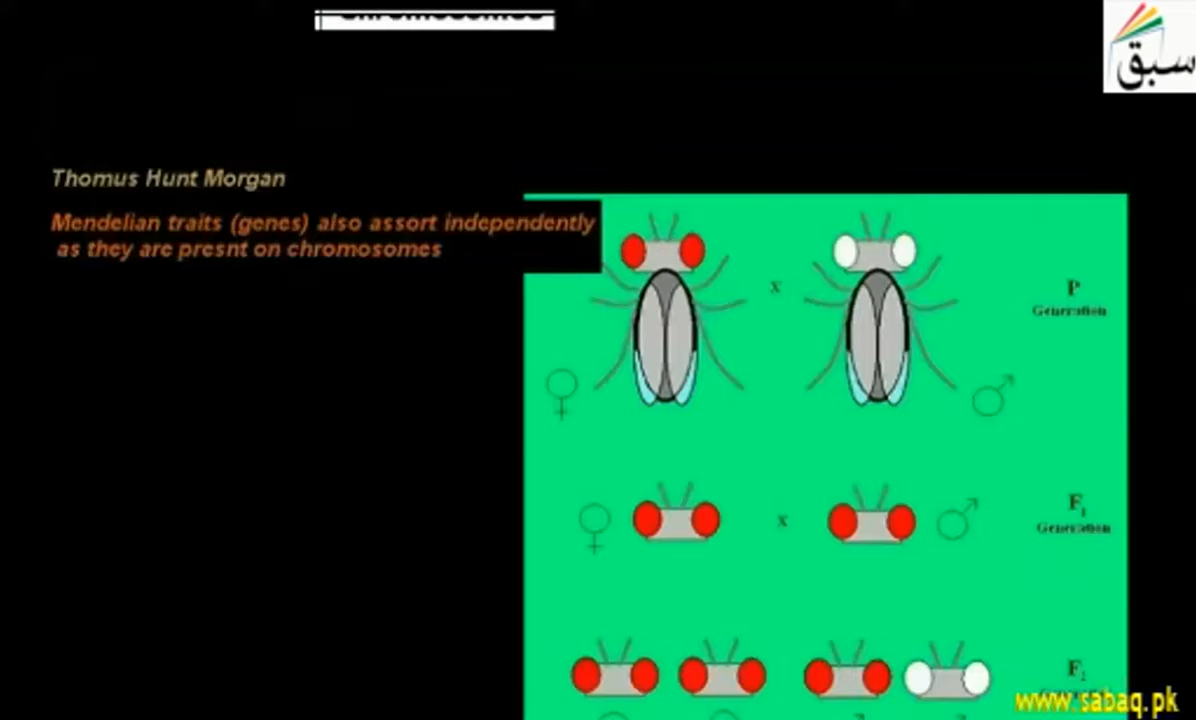 Chromosomes
سبق
Thomus Hunt Morgan
Mendelian traits (genes) also assort independently
as they are presnt on chromosomes
x
P
Generation
x
F1
Generation
F2
www.sabaq.pk